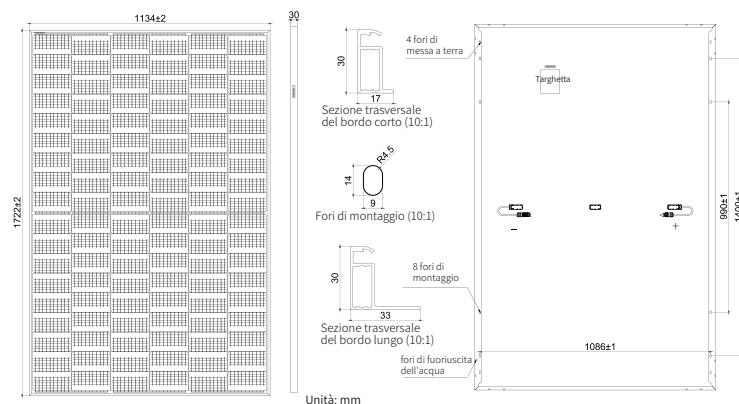 1134±2
30
1722±2
30
17
Sezione trasversale
del bordo corto (10:1)
R4.5
14
9
Fori di montaggio (10:1)
30
33
Sezione trasversale
del bordo lungo (10:1)
Unità: mm
4 fori di
messa a terra
Targhetta
990±1
1400±1
-
+
8 fori di
montaggio
1086±1
fori di fuoriuscita
dell'acqua